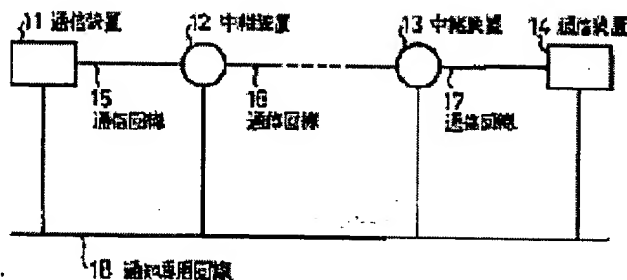 11 通信装置
12 中継装置
13 中継装置
14 通信装置
15
通信回線
16
通信回線
17
通信回線
18 通知専用回線